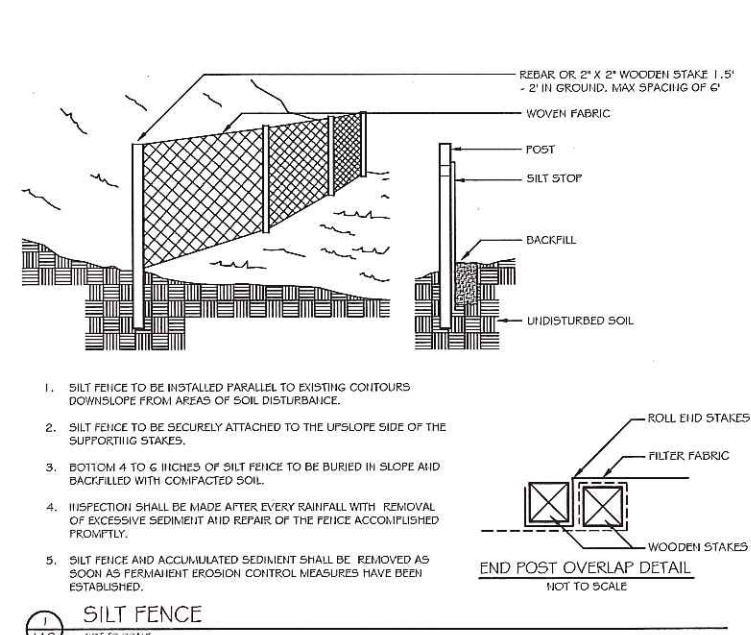 REBAR OR 2" X 2" WOODEN STAKE 1.5'
- 2' IN GROUND. MAX SPACING OF 6'
WOVEN FABRIC
POST
SILT STOP
BACKFILL
UNDISTURBED SOIL
1. SILT FENCE TO BE INSTALLED PARALLEL TO EXISTING CONTOURS
DOWNSLOPE FROM AREAS OF SOIL DISTURBANCE.
2. SILT FENCE TO BE SECURELY ATTACHED TO THE UPSLOPE SIDE OF THE
SUPPORTING STAKES.
3. BOTTOM 4 TO 6 INCHES OF SILT FENCE TO BE BURIED IN SLOPE AND
BACKFILLED WITH COMPACTED SOIL.
4. INSPECTION SHALL BE MADE AFTER EVERY RAINFALL WITH REMOVAL
OF EXCESSIVE SEDIMENT AND REPAIR OF THE FENCE ACCOMPLISHED
PROMPTLY.
5. SILT FENCE AND ACCUMULATED SEDIMENT SHALL BE REMOVED AS
SOON AS PERMANENT EROSION CONTROL MEASURES HAVE BEEN
ESTABLISHED.
ROLL END STAKES
FILTER FABRIC
WOODEN STAKES
END POST OVERLAP DETAIL
NOT TO SCALE
1
SILT FENCE
NOT TO SCALE